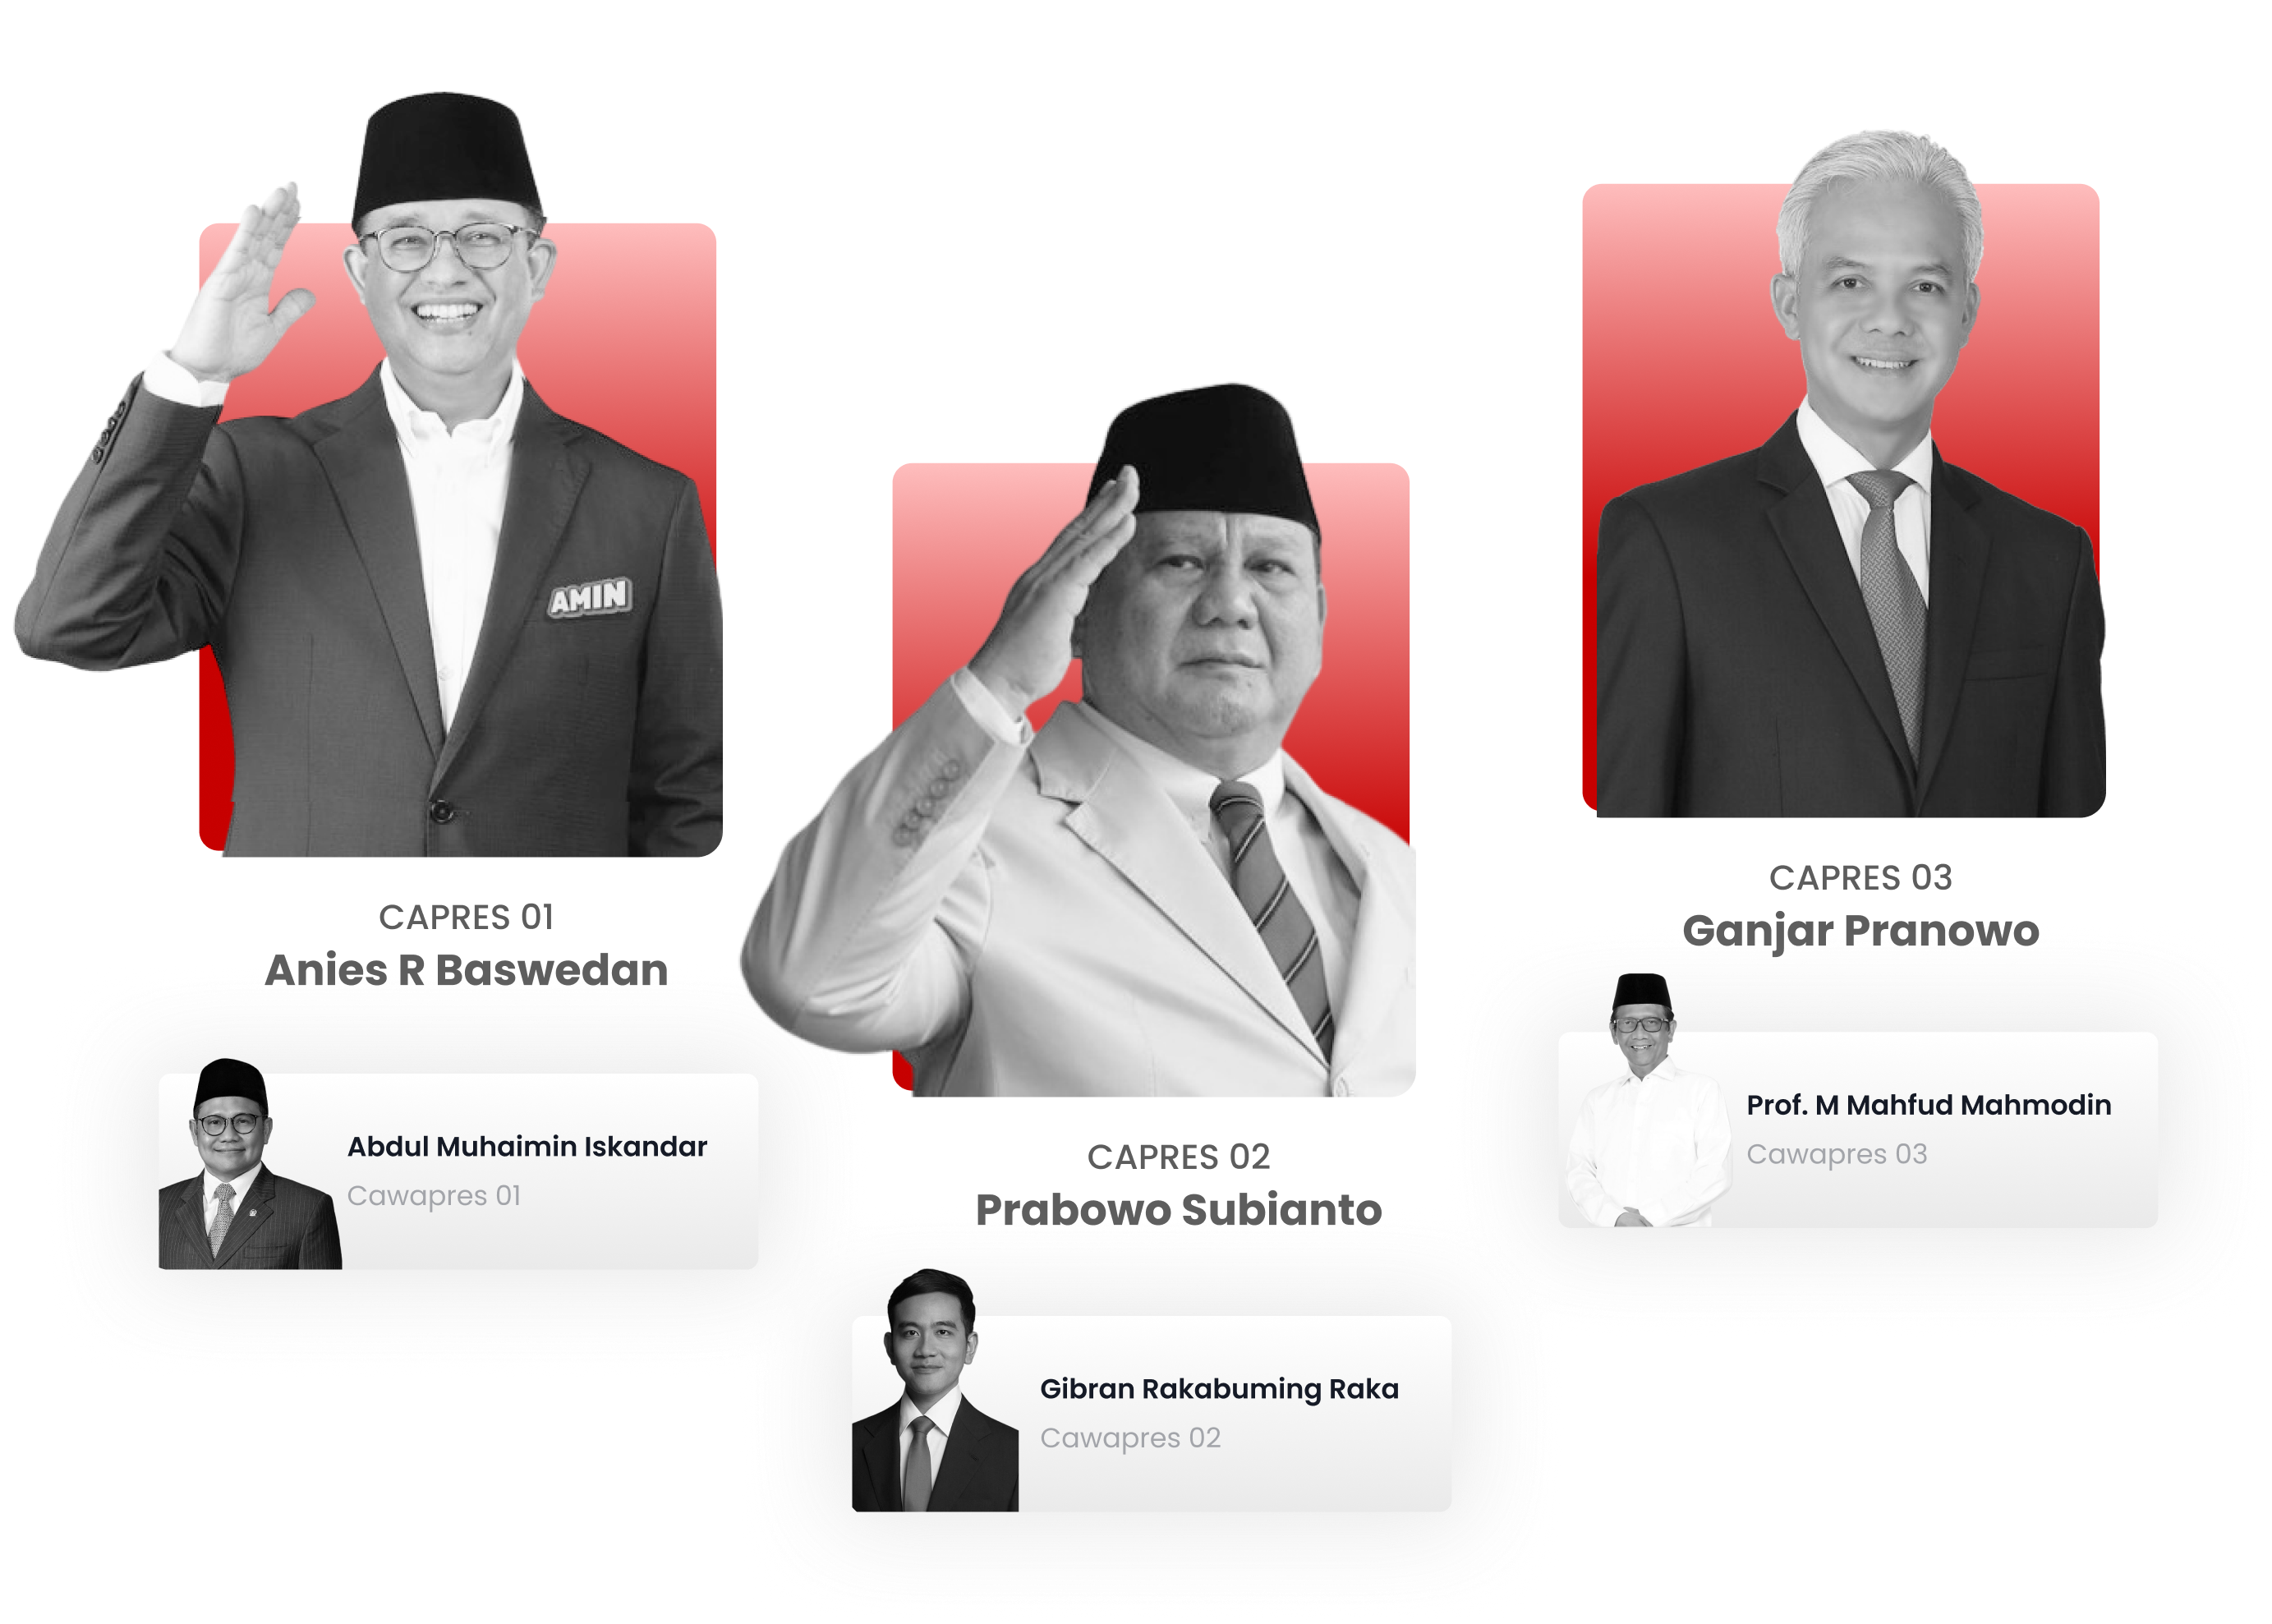 AMIN
CAPRES 01
Anies R Baswedan
Abdul Muhaimin Iskandar
Cawapres 01
CAPRES 02
Prabowo Subianto
Gibran Rakabuming Raka
Cawapres 02
CAPRES 03
Ganjar Pranowo
Prof. M Mahfud Mahmodin
Cawapres 03